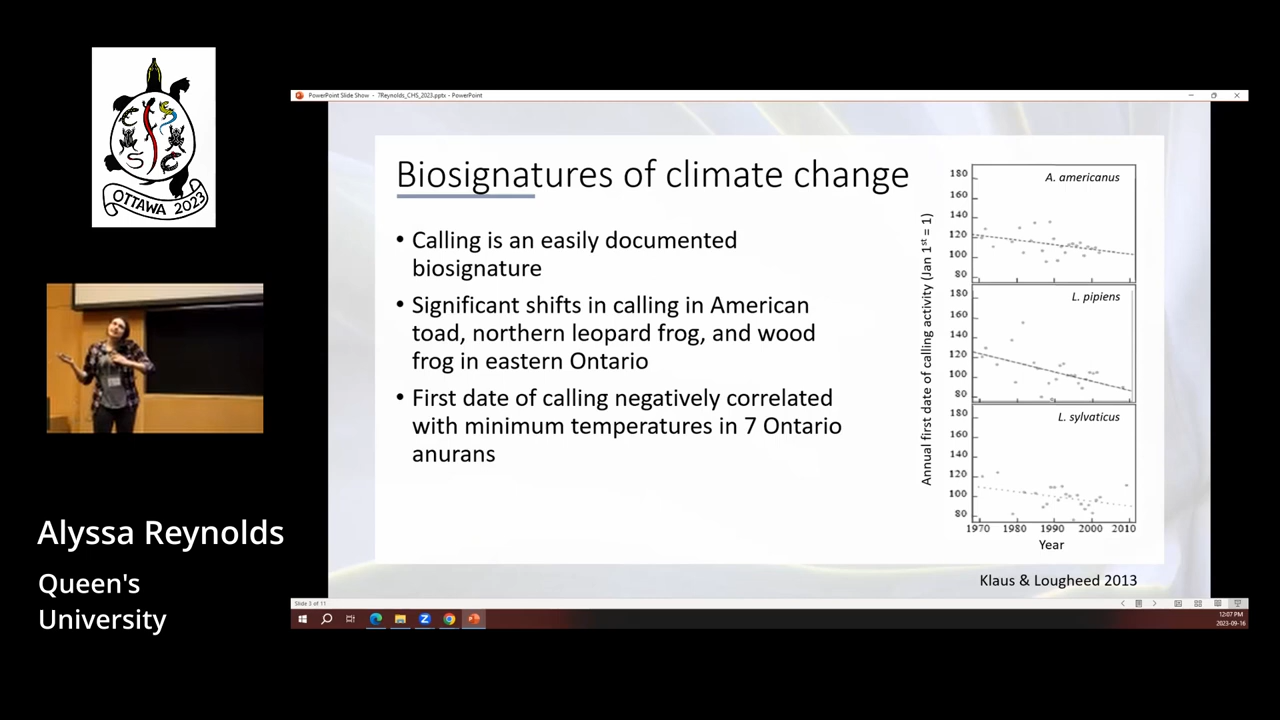 C
S
S
C
OTTAWA 2023
Alyssa Reynolds
Queen's
University
PowerPoint Slide Show - 7Reynolds_CHS_2023.pptx - PowerPoint
Biosignatures of climate change
• Calling is an easily documented
biosignature
• Significant shifts in calling in American
toad, northern leopard frog, and wood
frog in eastern Ontario
• First date of calling negatively correlated
with minimum temperatures in 7 Ontario
anurans
Annual first date of calling activity (Jan 1st = 1)
A. americanus
180
160
140
120
100
80
L. pipiens
180
160
140
120
100
80
L. sylvaticus
180
160
140
120
100
80
1970 1980 1990 2000 2010
Year
Klaus & Lougheed 2013
Slide 3 of 11
12:07 PM
2023-09-16